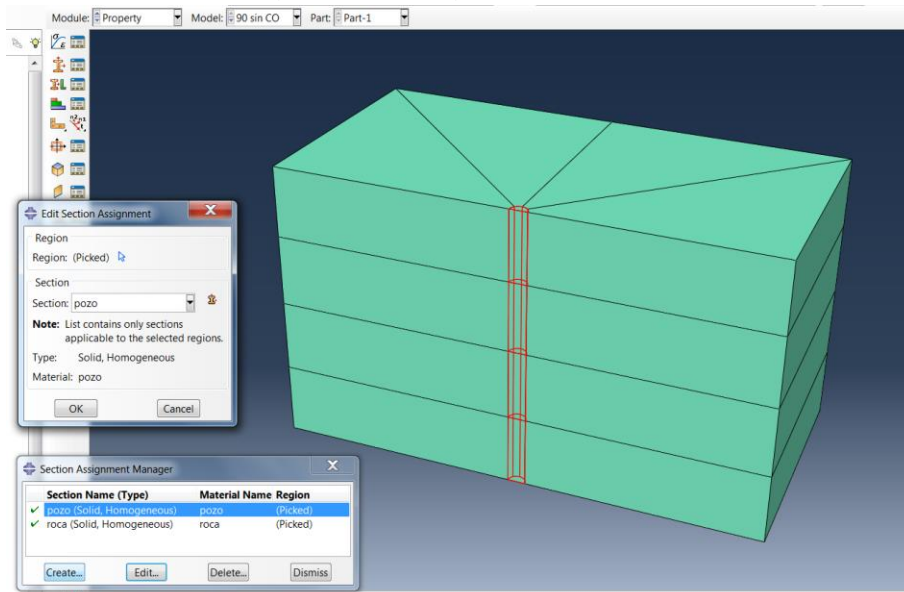 Module: Property Model: 90 sin CO Part: Part-1
Edit Section Assignment
Region
Region: (Picked)
Section
Section: pozo
Note: List contains only sections
applicable to the selected regions.
Type: Solid, Homogeneous
Material: pozo
OK Cancel
Section Assignment Manager
Section Name (Type) Material Name Region
pozo (Solid, Homogeneous) pozo (Picked)
roca (Solid, Homogeneous) roca (Picked)
Create... Edit... Delete... Dismiss